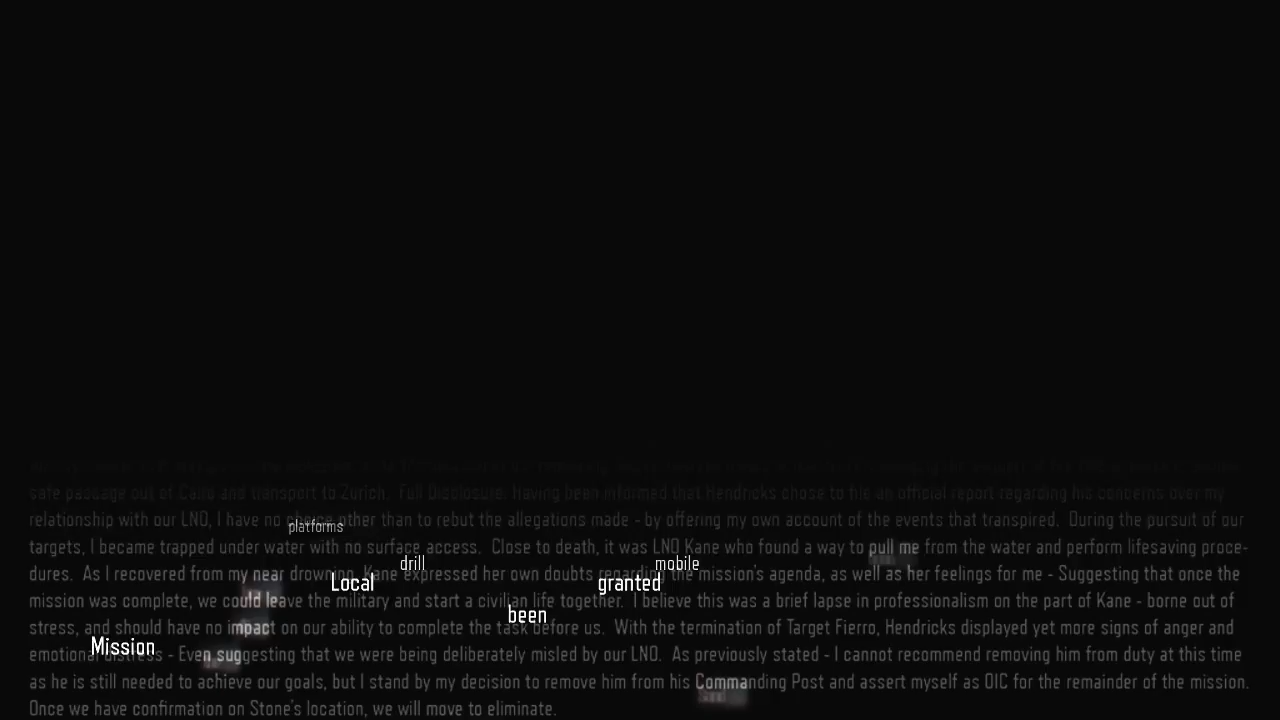 safe passage out of Cairo and transport to Zurich.  Full Disclosure: Having been informed that Hendricks chose to file an official report regarding his concerns over my
platforms
relationship with our LNO, I have no choice other than to rebut the allegations made - by offering my own account of the events that transpired.  During the pursuit of our
targets, I became trapped under water with no surface access.  Close to death, it was LNO Kane who found a way to pull me from the water and perform lifesaving proce-
drill mobile
dures.  As I recovered from my near drowning, Kane expressed her own doubts regarding the mission's agenda, as well as her feelings for me - Suggesting that once the
Local granted
mission was complete, we could leave the military and start a civilian life together.  I believe this was a brief lapse in professionalism on the part of Kane - borne out of
been
stress, and should have no impact on our ability to complete the task before us.  With the termination of Target Fierro, Hendricks displayed yet more signs of anger and
Mission
emotional distress - Even suggesting that we were being deliberately misled by our LNO.  As previously stated - I cannot recommend removing him from duty at this time
as he is still needed to achieve our goals, but I stand by my decision to remove him from his Commanding Post and assert myself as OIC for the remainder of the mission.
Once we have confirmation on Stone's location, we will move to eliminate.